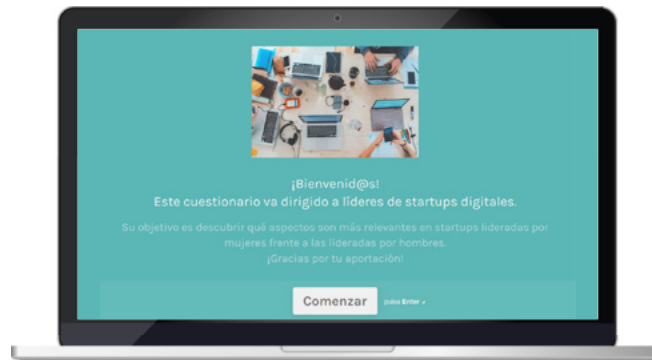 ¡Bienvenid@s!
Este cuestionario va dirigido a líderes de startups digitales.
Su objetivo es descubrir qué aspectos son más relevantes en startups lideradas por
mujeres frente a las lideradas por hombres.
¡Gracias por tu aportación!
Comenzar pulsa Enter ↵